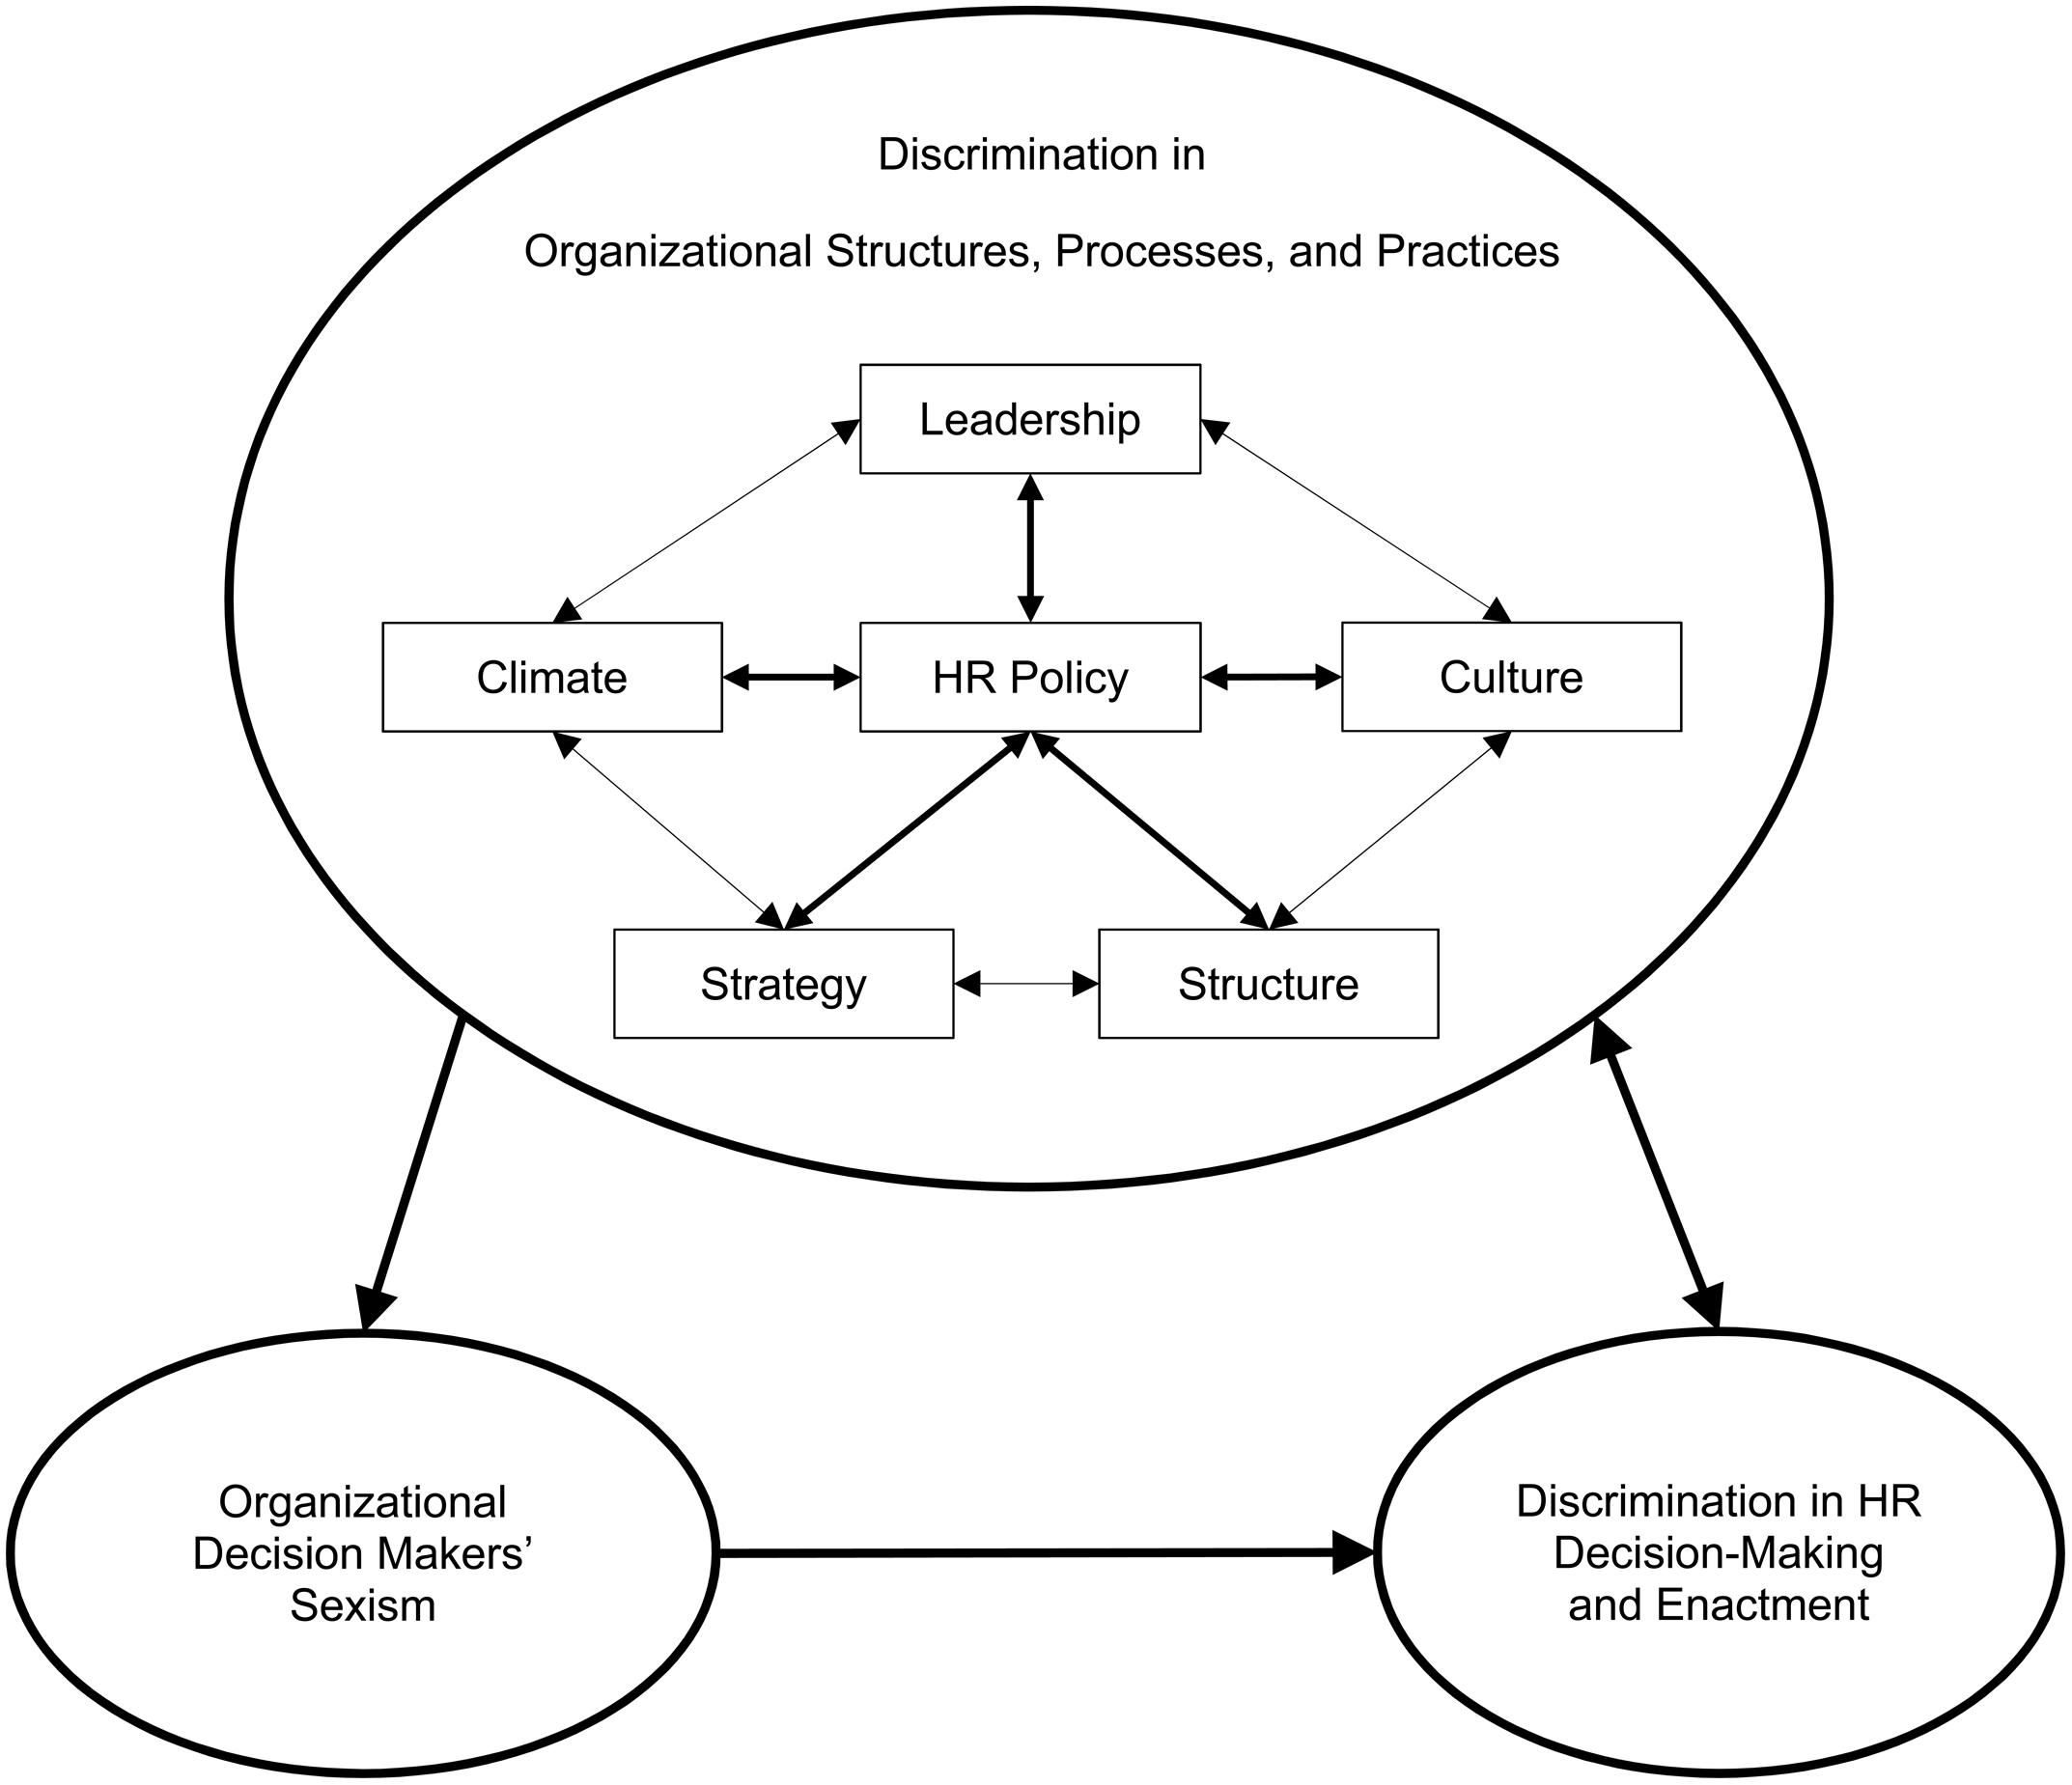 Discrimination in
Organizational Structures, Processes, and Practices
Leadership
Climate
HR Policy
Culture
Strategy
Structure
Organizational
Decision Makers’
Sexism
Discrimination in HR
Decision-Making
and Enactment